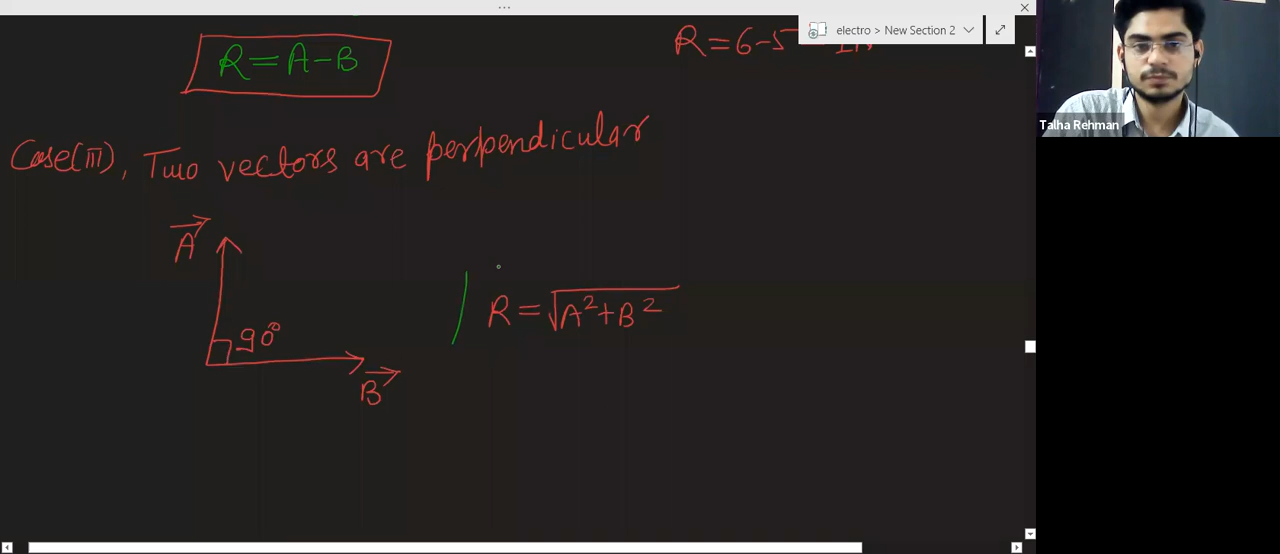 R = A - B
R = 6 - 5
electro > New Section 2
Talha Rehman
Case(III), Two vectors are perpendicular
A
90°
B
R = √A²+B²